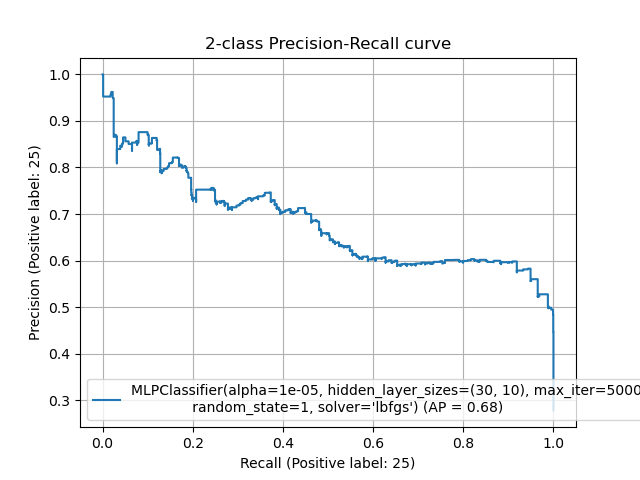 2-class Precision-Recall curve
1.0
0.9
0.8
0.7
0.6
0.5
0.4
0.3
Precision (Positive label: 25)
MLPClassifier(alpha=1e-05, hidden_layer_sizes=(30, 10), max_iter=5000
random_state=1, solver='lbfgs') (AP = 0.68)
0.0 0.2 0.4 0.6 0.8 1.0
Recall (Positive label: 25)